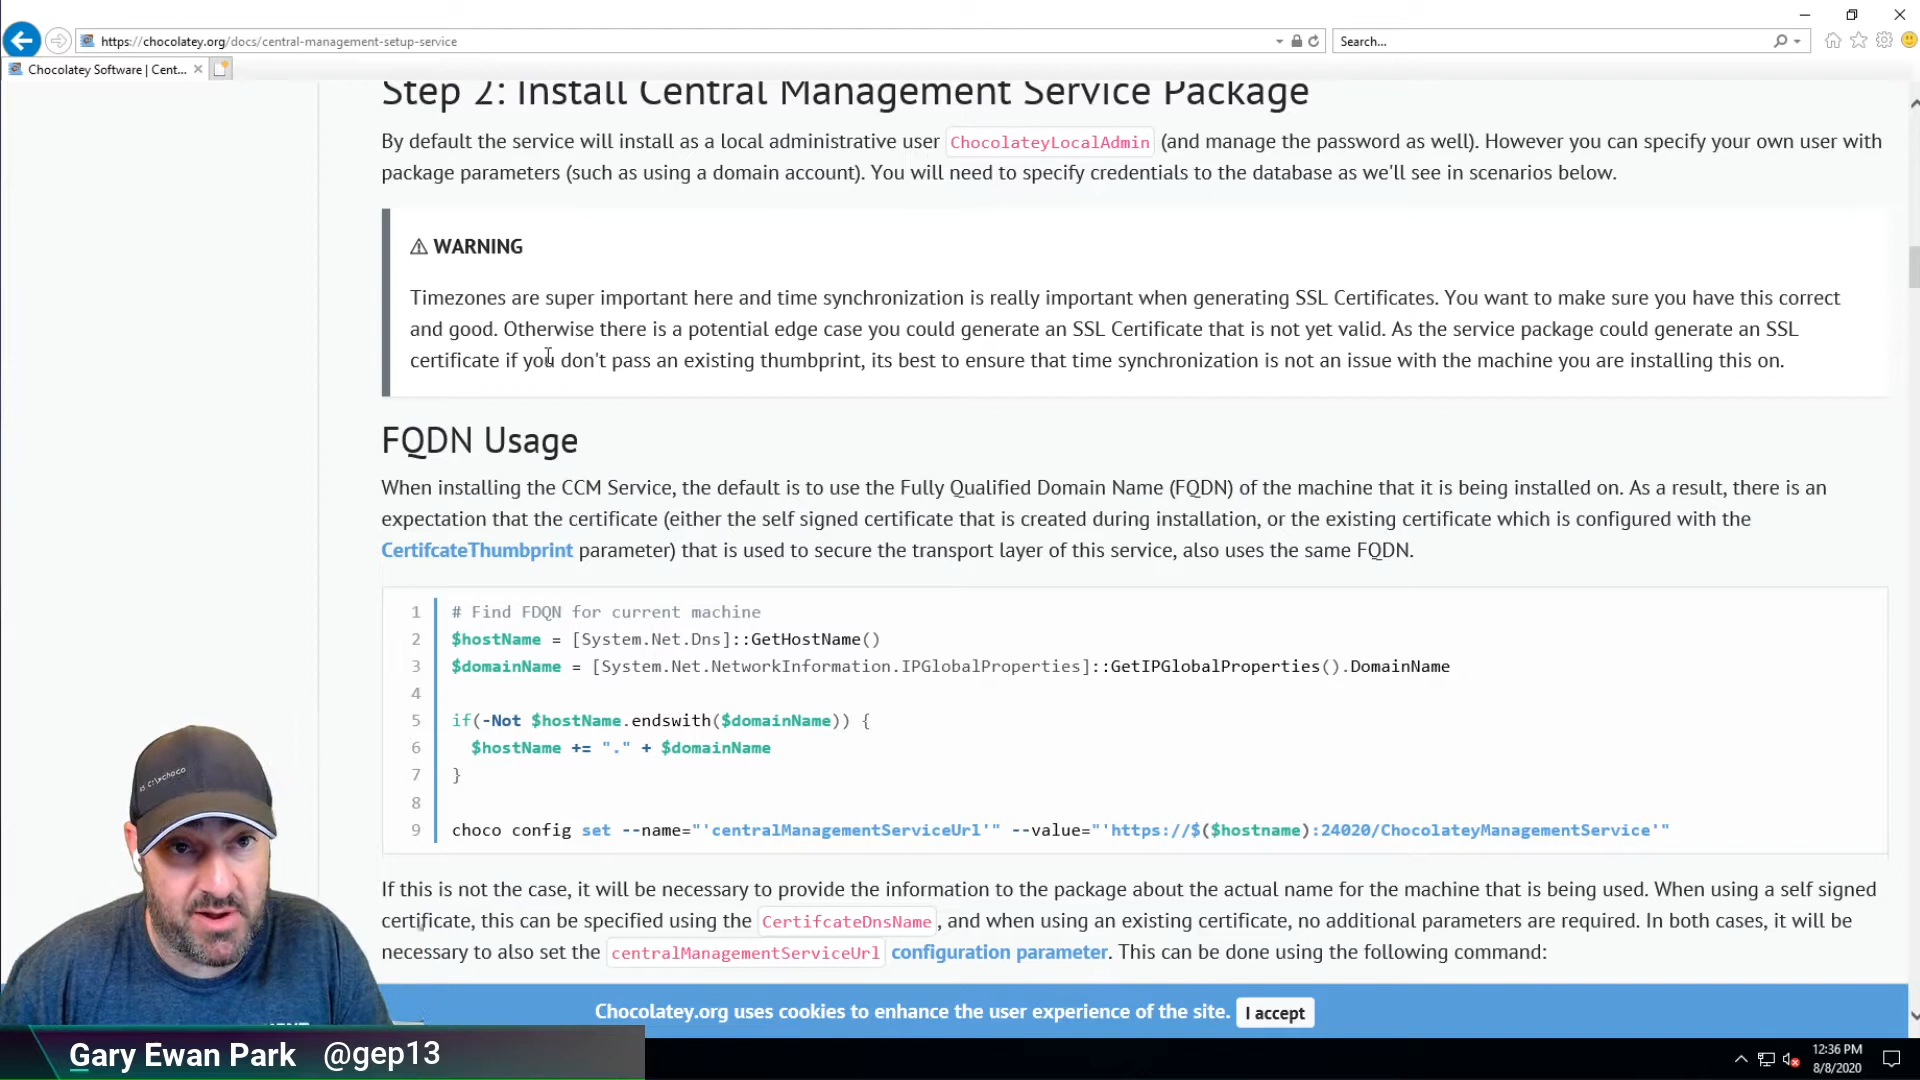 https://chocolatey.org/docs/central-management-setup-service
Search...
Chocolatey Software | Cent...
Step 2: Install Central Management Service Package
By default the service will install as a local administrative user ChocolateyLocalAdmin (and manage the password as well). However you can specify your own user with
package parameters (such as using a domain account). You will need to specify credentials to the database as we'll see in scenarios below.
⚠ WARNING
Timezones are super important here and time synchronization is really important when generating SSL Certificates. You want to make sure you have this correct
and good. Otherwise there is a potential edge case you could generate an SSL Certificate that is not yet valid. As the service package could generate an SSL
certificate if you don't pass an existing thumbprint, its best to ensure that time synchronization is not an issue with the machine you are installing this on.
FQDN Usage
When installing the CCM Service, the default is to use the Fully Qualified Domain Name (FQDN) of the machine that it is being installed on. As a result, there is an
expectation that the certificate (either the self signed certificate that is created during installation, or the existing certificate which is configured with the
CertifcateThumbprint parameter) that is used to secure the transport layer of this service, also uses the same FQDN.
1 # Find FDQN for current machine
2 $hostName = [System.Net.Dns]::GetHostName()
3 $domainName = [System.Net.NetworkInformation.IPGlobalProperties]::GetIPGlobalProperties().DomainName
4
5 if(-Not $hostName.endswith($domainName)) {
6 $hostName += "." + $domainName
7 }
8
9 choco config set --name="'centralManagementServiceUrl'" --value="'https://$($hostname):24020/ChocolateyManagementService'"
If this is not the case, it will be necessary to provide the information to the package about the actual name for the machine that is being used. When using a self signed
certificate, this can be specified using the CertifcateDnsName, and when using an existing certificate, no additional parameters are required. In both cases, it will be
necessary to also set the centralManagementServiceUrl configuration parameter. This can be done using the following command:
Chocolatey.org uses cookies to enhance the user experience of the site. I accept
Gary Ewan Park @gep13
12:36 PM
8/8/2020